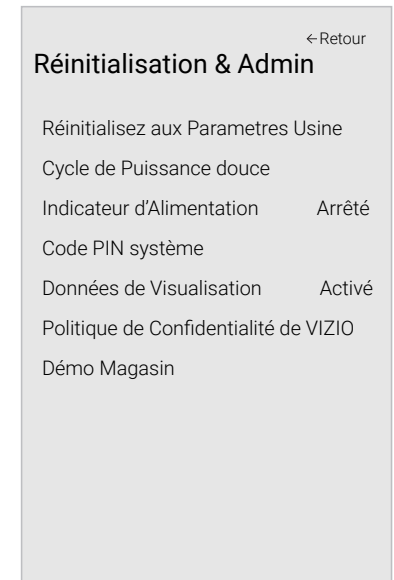 ←Retour
Réinitialisation & Admin
Réinitialisez aux Parametres Usine
Cycle de Puissance douce
Indicateur d'Alimentation Arrêté
Code PIN système
Données de Visualisation Activé
Politique de Confidentialité de VIZIO
Démo Magasin